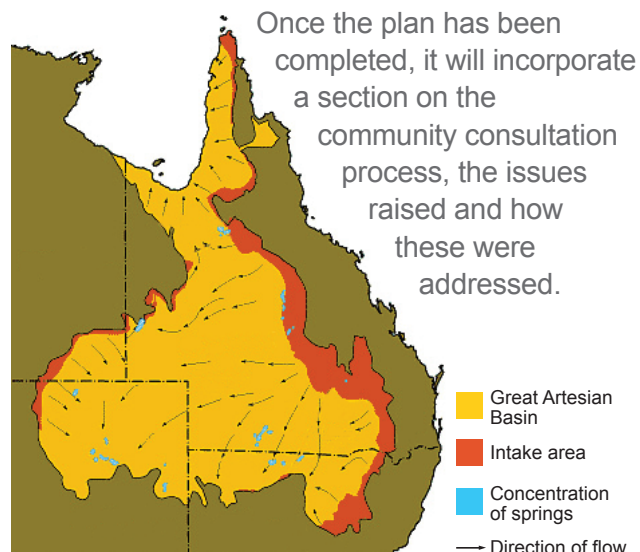 Once the plan has been
completed, it will incorporate
a section on the
community consultation
process, the issues
raised and how
these were
addressed.
Great Artesian
Basin
Intake area
Concentration
of springs
Direction of flow